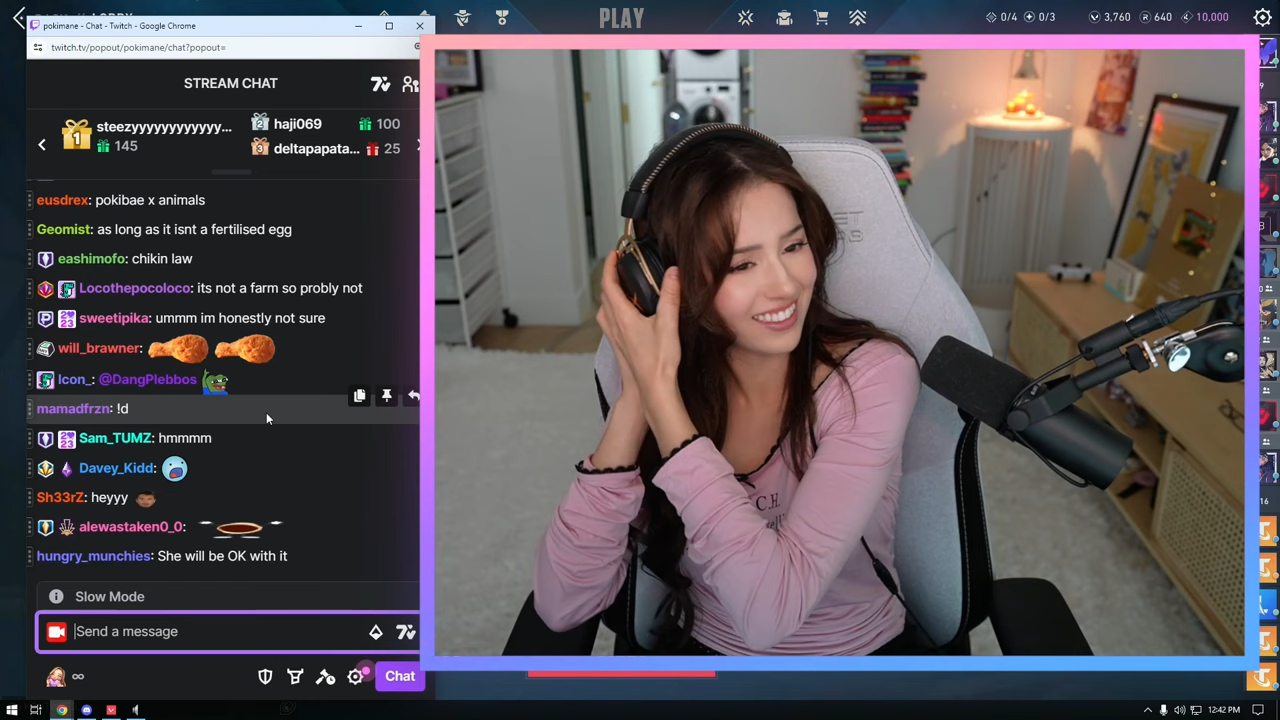 pokimane - Chat - Twitch - Google Chrome
twitch.tv/popout/pokimane/chat?popout=
PLAY
0/4
0/3
3,760
640
10,000
STREAM CHAT
1
steezyyyyyyyyyyyy...
145
2
haji069
100
3
deltapapata...
25
eusdrex: pokibae x animals
Geomist: as long as it isnt a fertilised egg
eashimofo: chikin law
Locothepocoloco: its not a farm so probly not
sweetipika: ummm im honestly not sure
will_brawner:
Icon_: @DangPlebbos
mamadfrzn: !d
Sam_TUMZ: hmmmm
Davey_Kidd:
Sh33rZ: heyyy
alewastaken0_0:
hungry_munchies: She will be OK with it
Slow Mode
Send a message
∞
Chat
C.H.
12:42 PM